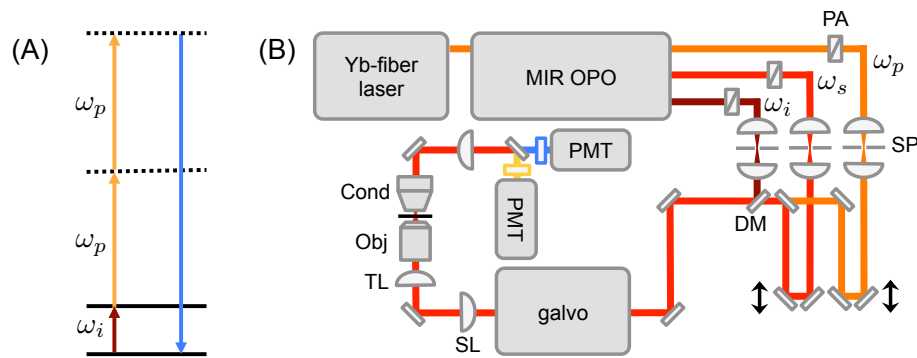 (A)
ω_p
ω_p
ω_i
(B)
Yb-fiber
laser
MIR OPO
PA
ω_p
ω_s
ω_i
SP
PMT
PMT
Cond
Obj
TL
SL
galvo
DM